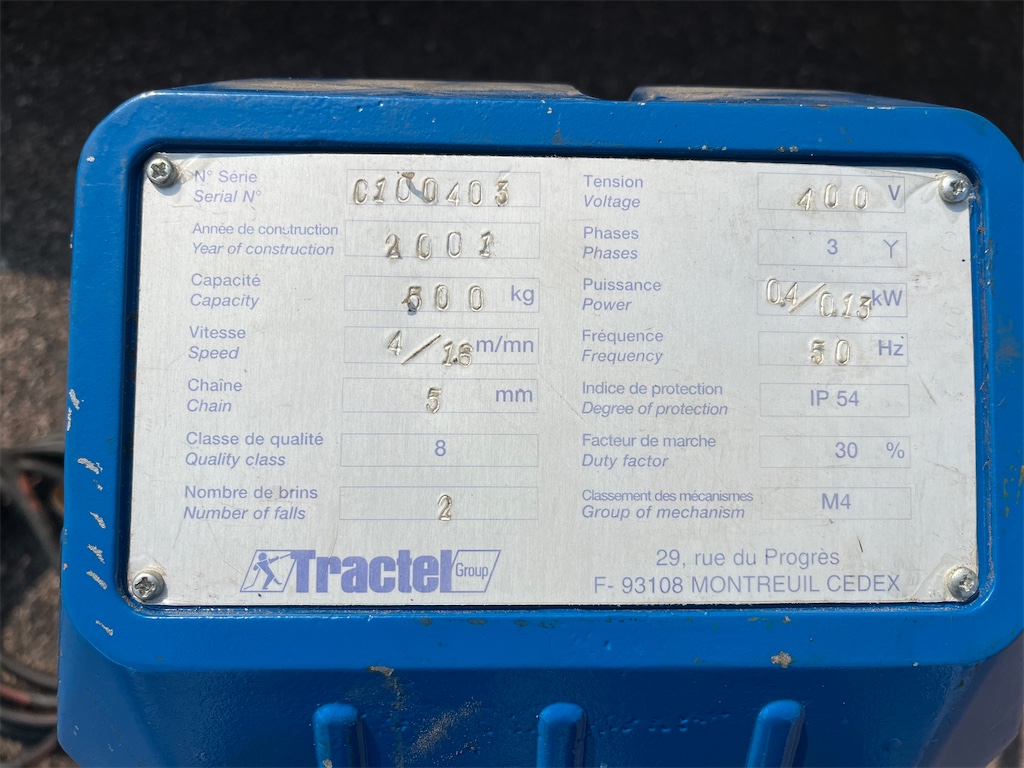 N° Série
Serial N° C100403
Année de construction
Year of construction 2001
Capacité
Capacity 500 kg
Vitesse
Speed 4/1.6 m/mn
Chaîne
Chain 5 mm
Classe de qualité
Quality class 8
Nombre de brins
Number of falls 2
Tension
Voltage 400 V
Phases
Phases 3 Y
Puissance
Power 0.4/0.13 kW
Fréquence
Frequency 50 Hz
Indice de protection
Degree of protection IP 54
Facteur de marche
Duty factor 30 %
Classement des mécanismes
Group of mechanism M4
Tractel Group
29, rue du Progrès
F- 93108 MONTREUIL CEDEX